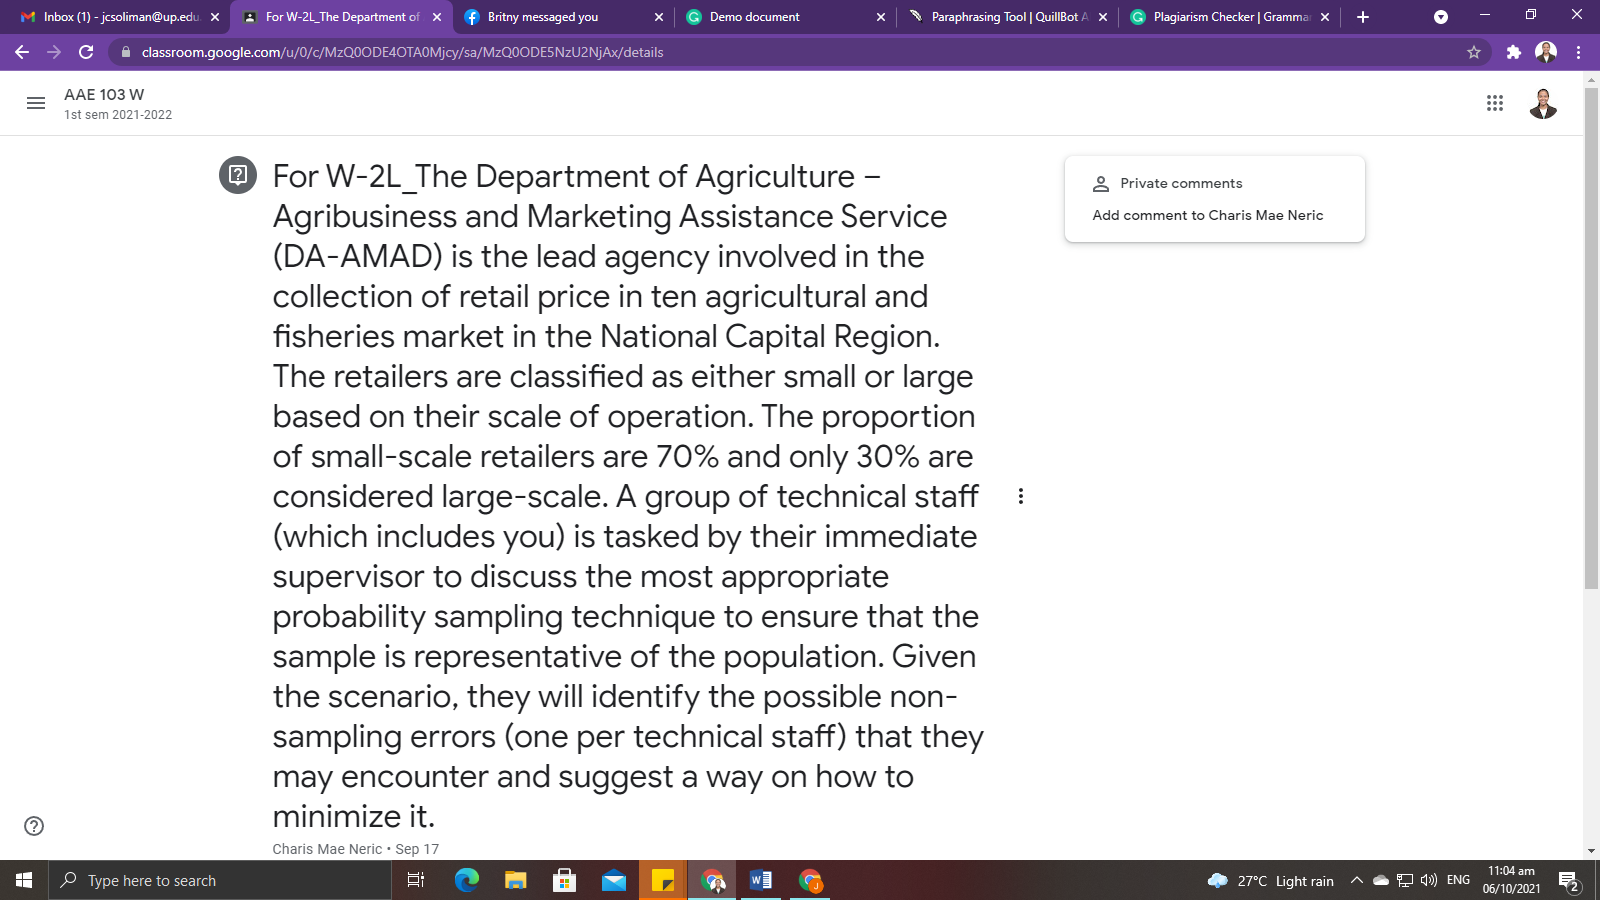 Inbox (1) - jcsoliman@up.edu
For W-2L_The Department of
Britny messaged you
Demo document
Paraphrasing Tool | QuillBot A
Plagiarism Checker | Grammar
classroom.google.com/u/0/c/MzQ0ODE4OTA0Mjcy/sa/MzQ0ODE5NzU2NjAx/details
AAE 103 W
1st sem 2021-2022
For W-2L_The Department of Agriculture –
Agribusiness and Marketing Assistance Service
(DA-AMAD) is the lead agency involved in the
collection of retail price in ten agricultural and
fisheries market in the National Capital Region.
The retailers are classified as either small or large
based on their scale of operation. The proportion
of small-scale retailers are 70% and only 30% are
considered large-scale. A group of technical staff
(which includes you) is tasked by their immediate
supervisor to discuss the most appropriate
probability sampling technique to ensure that the
sample is representative of the population. Given
the scenario, they will identify the possible non-
sampling errors (one per technical staff) that they
may encounter and suggest a way on how to
minimize it.
Charis Mae Neric • Sep 17
Private comments
Add comment to Charis Mae Neric
Type here to search
27°C Light rain
ENG
11:04 am
06/10/2021
2